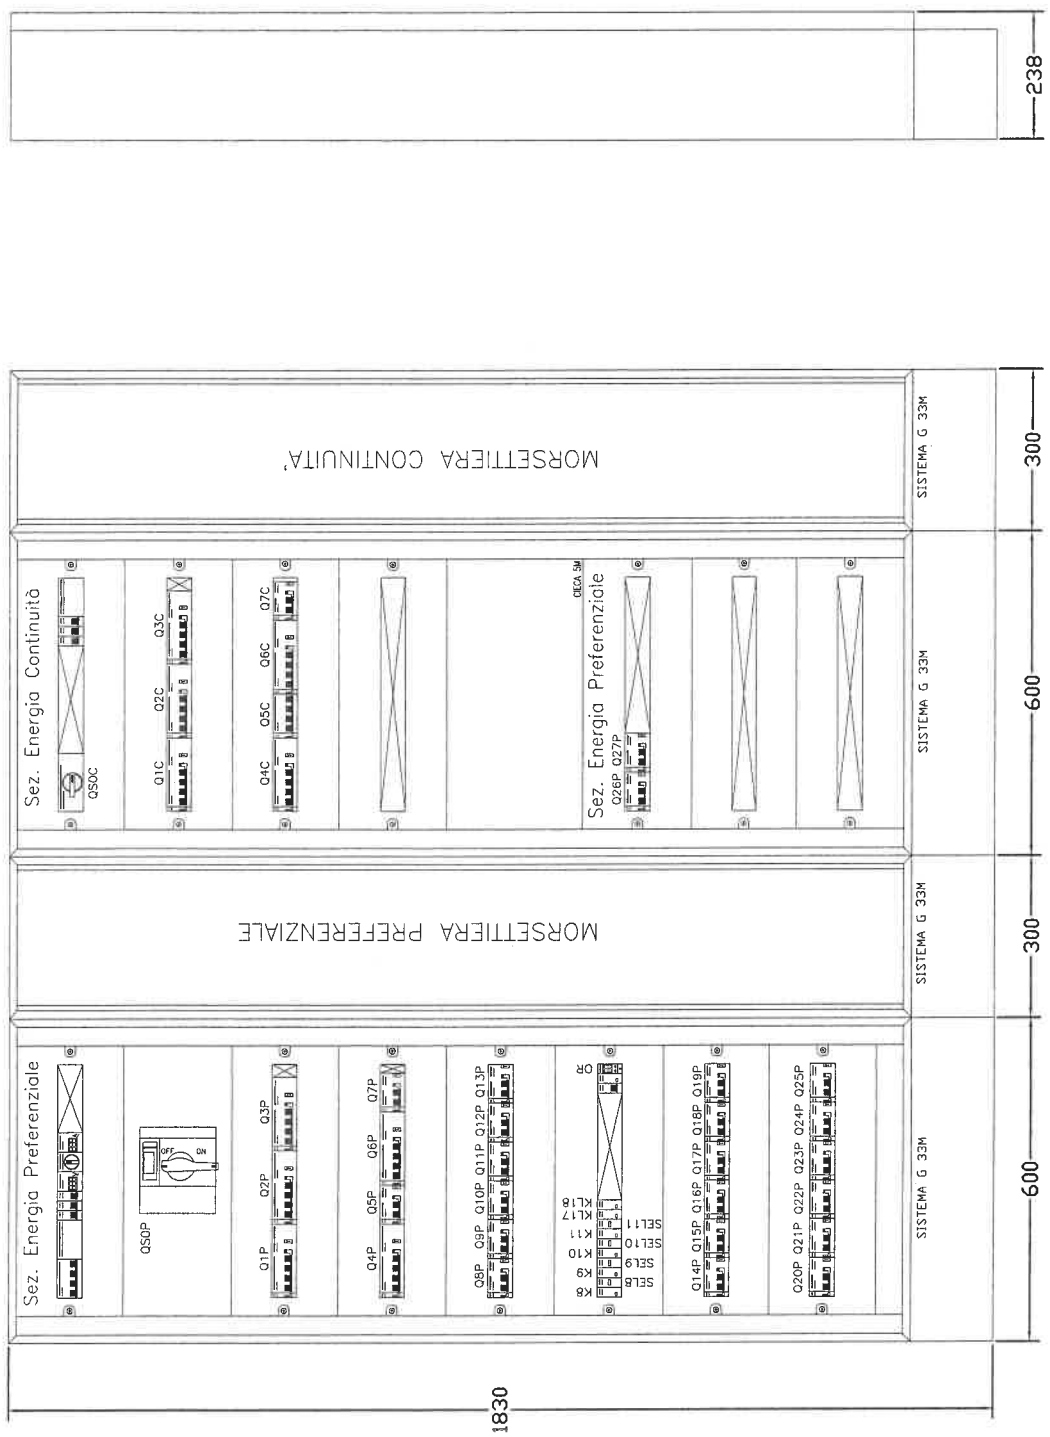 Sez. Energia Preferenziale
QSOP
OFF
ON
Q1P Q2P Q3P
Q4P Q5P Q6P Q7P
Q8P Q9P Q10P Q11P Q12P Q13P
K8 K9 K10 K11 KL17 KL18 OR
SEL8 SEL9 SEL10 SEL11
Q14P Q15P Q16P Q17P Q18P Q19P
Q20P Q21P Q22P Q23P Q24P Q25P
SISTEMA G 33M
MORSETTIERA PREFERENZIALE
SISTEMA G 33M
Sez. Energia Continuità
QSOC
Q1C Q2C Q3C
Q4C Q5C Q6C Q7C
CIECA 5M
Sez. Energia Preferenziale
Q26P Q27P
SISTEMA G 33M
MORSETTIERA CONTINUITA'
SISTEMA G 33M
1830
600
300
600
300
238